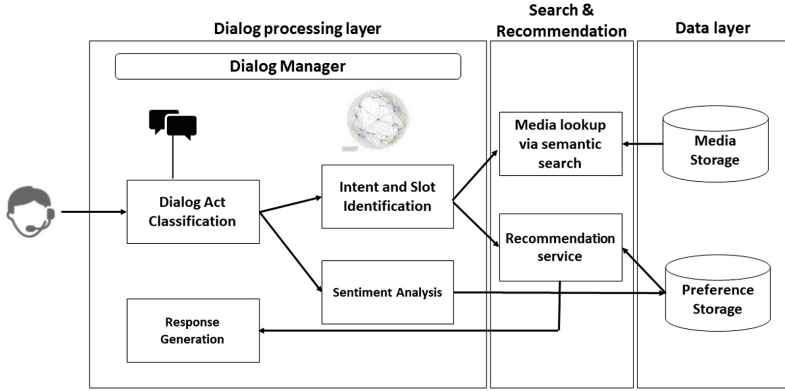 Dialog processing layer
Search &
Recommendation
Data layer
Dialog Manager
Media lookup
via semantic
search
Media
Storage
Dialog Act
Classification
Intent and Slot
Identification
Recommendation
service
Sentiment Analysis
Preference
Storage
Response
Generation